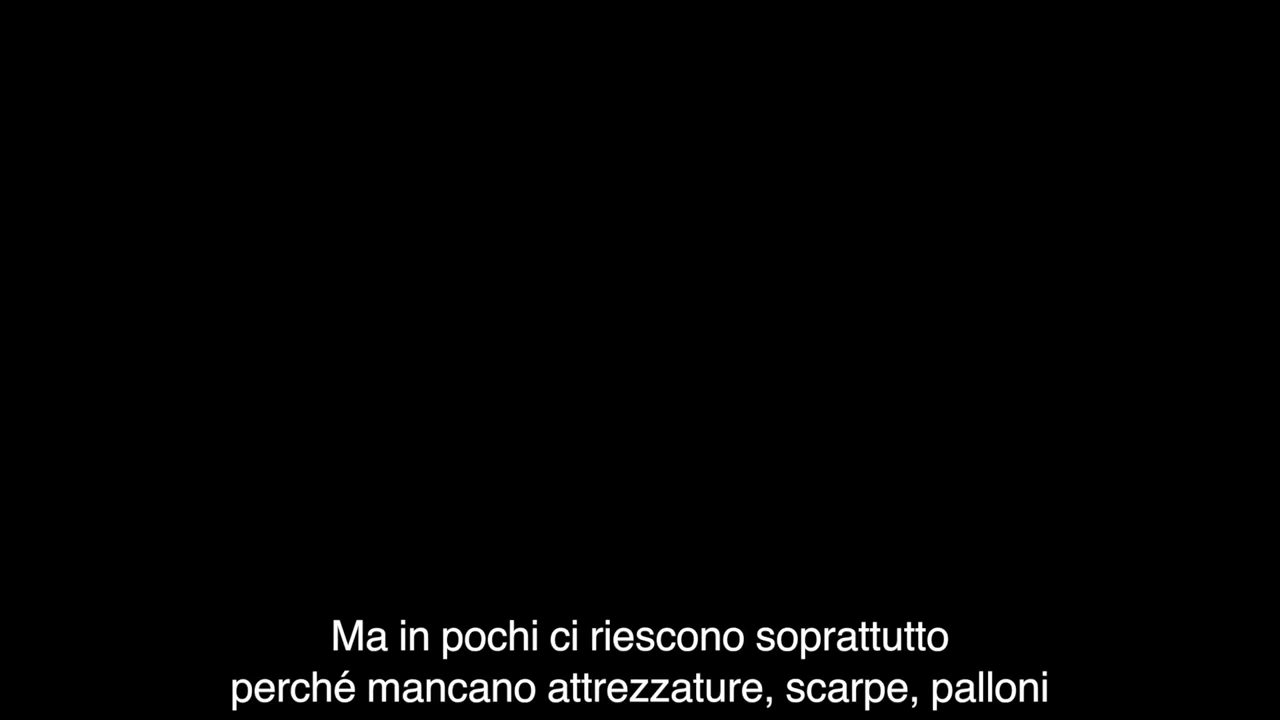 Ma in pochi ci riescono soprattutto
perché mancano attrezzature, scarpe, palloni